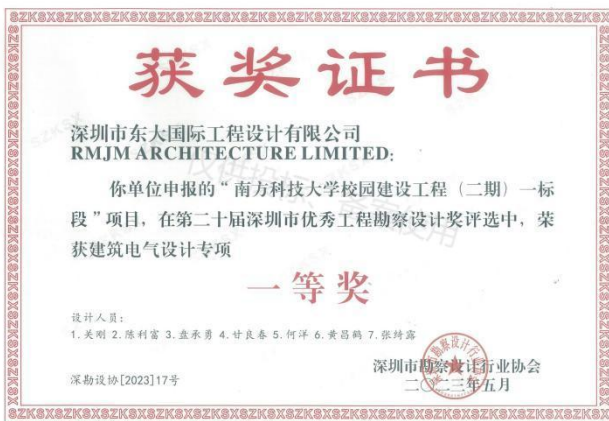 获奖证书
深圳市东大国际工程设计有限公司
RMJM ARCHITECTURE LIMITED:
你单位申报的“南方科技大学校园建设工程（二期）一标
段”项目，在第二十届深圳市优秀工程勘察设计奖评选中，荣
获建筑电气设计专项
一等奖
设计人员：
1.关刚 2.陈利富 3.盘承勇 4.甘良春 5.何洋 6.黄昌鹤 7.张绮露
深圳市勘察设计行业协会
深勘设协[2023]17号
二〇二三年五月